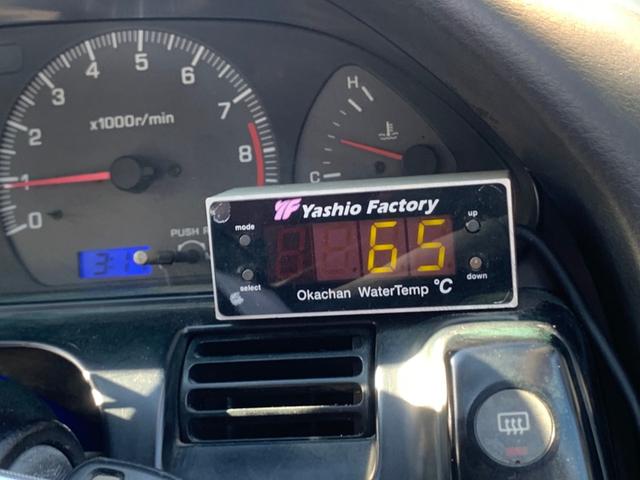 0
1
2
3
4
5
6
7
8
x1000r/min
H
C
PUSH
YF Yashio Factory
mode
select
65
up
down
Okachan WaterTemp °C